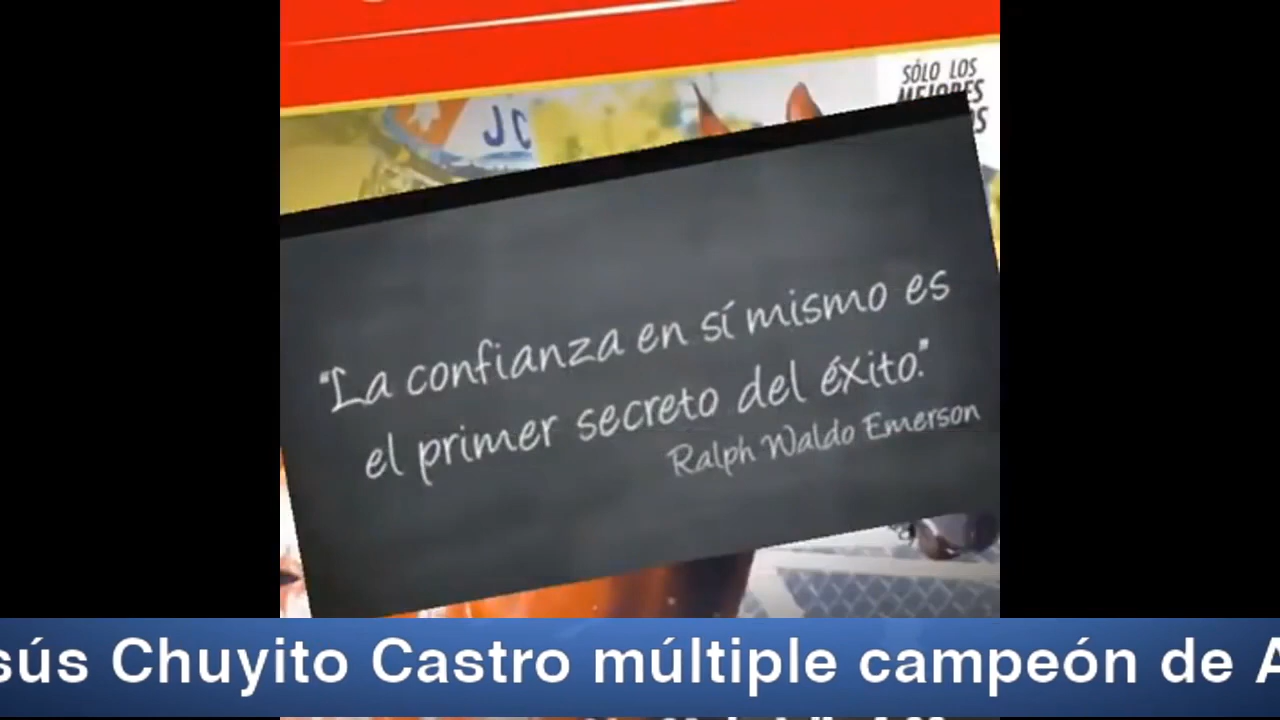 SÓLO LOS
MEJORES
JC
"La confianza en sí mismo es
el primer secreto del éxito."
Ralph Waldo Emerson
sús Chuyito Castro múltiple campeón de A